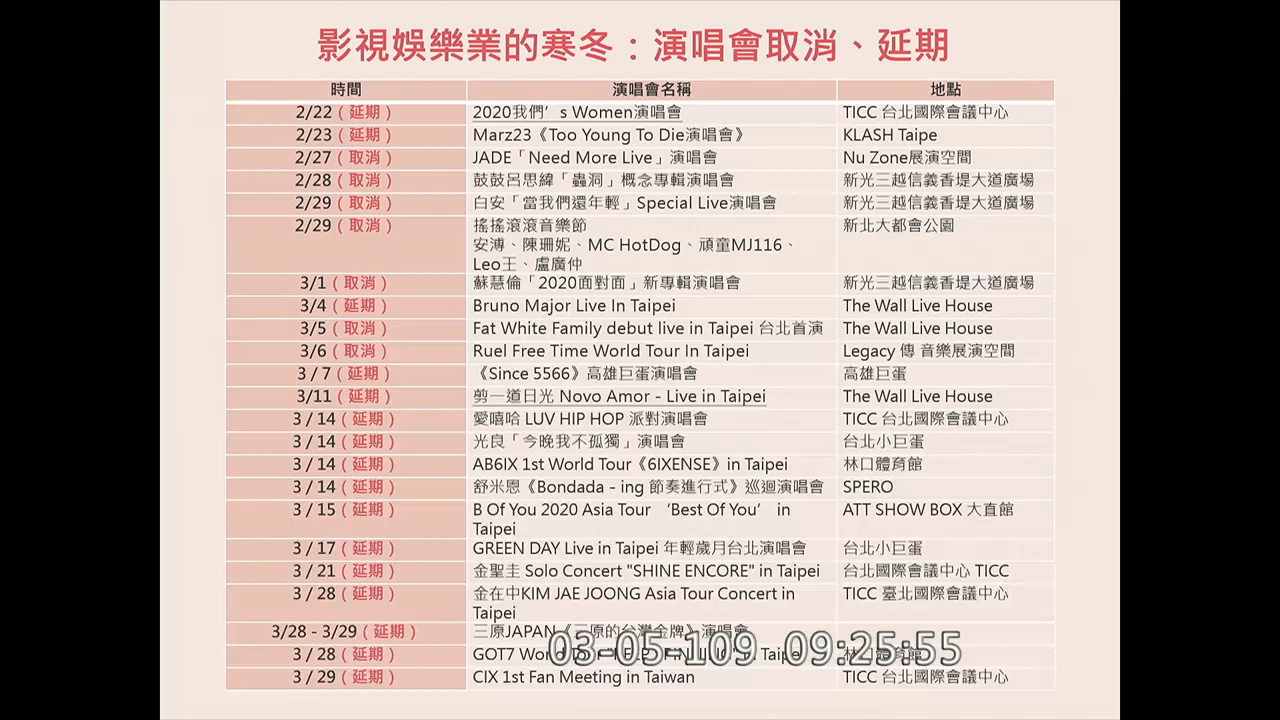 影視娛樂業的寒冬：演唱會取消、延期
時間 演唱會名稱 地點
2/22（延期） 2020我們’s Women演唱會 TICC 台北國際會議中心
2/23（延期） Marz23《Too Young To Die演唱會》 KLASH Taipe
2/27（取消） JADE「Need More Live」演唱會 Nu Zone展演空間
2/28（取消） 鼓鼓呂思緯「蟲洞」概念專輯演唱會 新光三越信義香堤大道廣場
2/29（取消） 白安「當我們還年輕」Special Live演唱會 新光三越信義香堤大道廣場
2/29（取消） 搖搖滾滾音樂節 新北大都會公園
安溥、陳珊妮、MC HotDog、頑童MJ116、
Leo王、盧廣仲
3/1（取消） 蘇慧倫「2020面對面」新專輯演唱會 新光三越信義香堤大道廣場
3/4（延期） Bruno Major Live In Taipei The Wall Live House
3/5（取消） Fat White Family debut live in Taipei 台北首演 The Wall Live House
3/6（取消） Ruel Free Time World Tour In Taipei Legacy 傳 音樂展演空間
3 / 7（延期） 《Since 5566》高雄巨蛋演唱會 高雄巨蛋
3/11（延期） 剪一道日光 Novo Amor - Live in Taipei The Wall Live House
3 / 14（延期） 愛嘻哈 LUV HIP HOP 派對演唱會 TICC 台北國際會議中心
3 / 14（延期） 光良「今晚我不孤獨」演唱會 台北小巨蛋
3 / 14（延期） AB6IX 1st World Tour《6IXENSE》in Taipei 林口體育館
3 / 14（延期） 舒米恩《Bondada - ing 節奏進行式》巡迴演唱會 SPERO
3 / 15（延期） B Of You 2020 Asia Tour ‘Best Of You’ in ATT SHOW BOX 大直館
Taipei
3 / 17（延期） GREEN DAY Live in Taipei 年輕歲月台北演唱會 台北小巨蛋
3 / 21（延期） 金聖圭 Solo Concert "SHINE ENCORE" in Taipei 台北國際會議中心 TICC
3 / 28（延期） 金在中KIM JAE JOONG Asia Tour Concert in TICC 臺北國際會議中心
Taipei
3/28 - 3/29（延期） 三原JAPAN《三原的台灣金牌》演唱會
03-05-109 09:25:55
3 / 28（延期） GOT7 World Tour in Taipei 林口體育館
3 / 29（延期） CIX 1st Fan Meeting in Taiwan TICC 台北國際會議中心